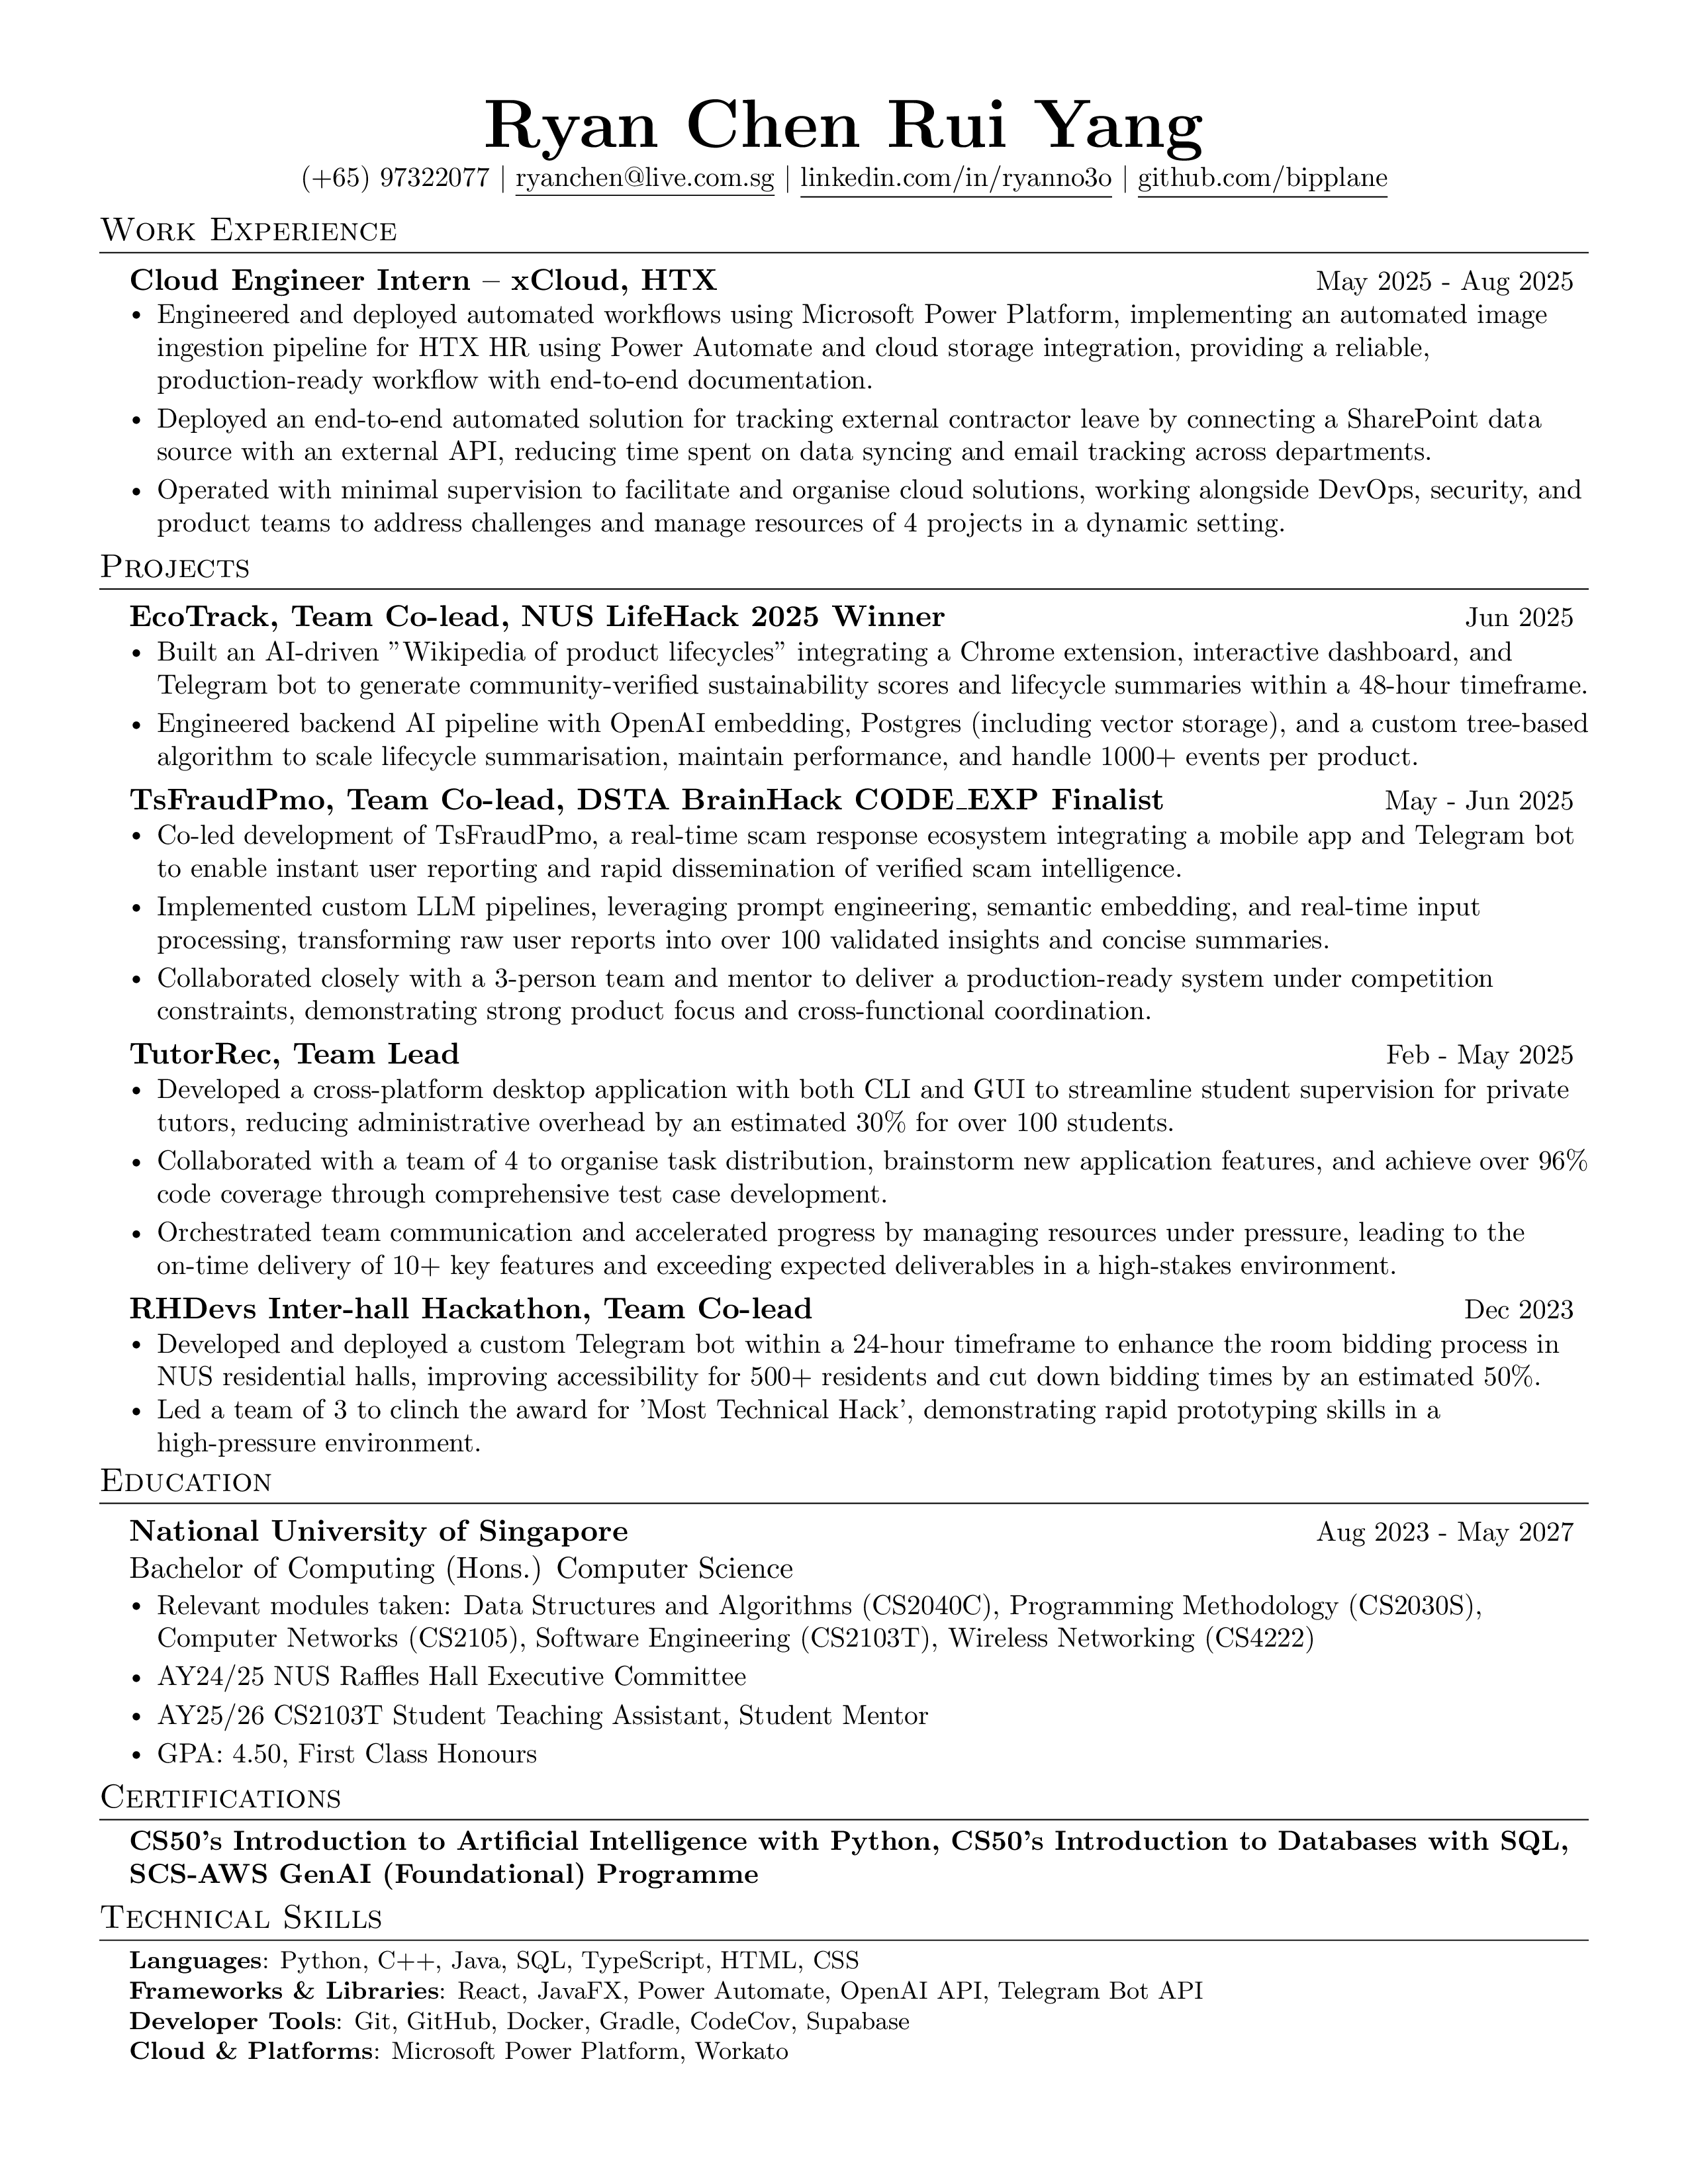 Ryan Chen Rui Yang
(+65) 97322077 | ryanchen@live.com.sg | linkedin.com/in/ryanno3o | github.com/bipplane
Work Experience
Cloud Engineer Intern – xCloud, HTX May 2025 - Aug 2025
• Engineered and deployed automated workflows using Microsoft Power Platform, implementing an automated image
ingestion pipeline for HTX HR using Power Automate and cloud storage integration, providing a reliable,
production-ready workflow with end-to-end documentation.
• Deployed an end-to-end automated solution for tracking external contractor leave by connecting a SharePoint data
source with an external API, reducing time spent on data syncing and email tracking across departments.
• Operated with minimal supervision to facilitate and organise cloud solutions, working alongside DevOps, security, and
product teams to address challenges and manage resources of 4 projects in a dynamic setting.
Projects
EcoTrack, Team Co-lead, NUS LifeHack 2025 Winner Jun 2025
• Built an AI-driven ”Wikipedia of product lifecycles” integrating a Chrome extension, interactive dashboard, and
Telegram bot to generate community-verified sustainability scores and lifecycle summaries within a 48-hour timeframe.
• Engineered backend AI pipeline with OpenAI embedding, Postgres (including vector storage), and a custom tree-based
algorithm to scale lifecycle summarisation, maintain performance, and handle 1000+ events per product.
TsFraudPmo, Team Co-lead, DSTA BrainHack CODE_EXP Finalist May - Jun 2025
• Co-led development of TsFraudPmo, a real-time scam response ecosystem integrating a mobile app and Telegram bot
to enable instant user reporting and rapid dissemination of verified scam intelligence.
• Implemented custom LLM pipelines, leveraging prompt engineering, semantic embedding, and real-time input
processing, transforming raw user reports into over 100 validated insights and concise summaries.
• Collaborated closely with a 3-person team and mentor to deliver a production-ready system under competition
constraints, demonstrating strong product focus and cross-functional coordination.
TutorRec, Team Lead Feb - May 2025
• Developed a cross-platform desktop application with both CLI and GUI to streamline student supervision for private
tutors, reducing administrative overhead by an estimated 30% for over 100 students.
• Collaborated with a team of 4 to organise task distribution, brainstorm new application features, and achieve over 96%
code coverage through comprehensive test case development.
• Orchestrated team communication and accelerated progress by managing resources under pressure, leading to the
on-time delivery of 10+ key features and exceeding expected deliverables in a high-stakes environment.
RHDevs Inter-hall Hackathon, Team Co-lead Dec 2023
• Developed and deployed a custom Telegram bot within a 24-hour timeframe to enhance the room bidding process in
NUS residential halls, improving accessibility for 500+ residents and cut down bidding times by an estimated 50%.
• Led a team of 3 to clinch the award for ’Most Technical Hack’, demonstrating rapid prototyping skills in a
high-pressure environment.
Education
National University of Singapore Aug 2023 - May 2027
Bachelor of Computing (Hons.) Computer Science
• Relevant modules taken: Data Structures and Algorithms (CS2040C), Programming Methodology (CS2030S),
Computer Networks (CS2105), Software Engineering (CS2103T), Wireless Networking (CS4222)
• AY24/25 NUS Raffles Hall Executive Committee
• AY25/26 CS2103T Student Teaching Assistant, Student Mentor
• GPA: 4.50, First Class Honours
Certifications
CS50’s Introduction to Artificial Intelligence with Python, CS50’s Introduction to Databases with SQL,
SCS-AWS GenAI (Foundational) Programme
Technical Skills
Languages: Python, C++, Java, SQL, TypeScript, HTML, CSS
Frameworks & Libraries: React, JavaFX, Power Automate, OpenAI API, Telegram Bot API
Developer Tools: Git, GitHub, Docker, Gradle, CodeCov, Supabase
Cloud & Platforms: Microsoft Power Platform, Workato